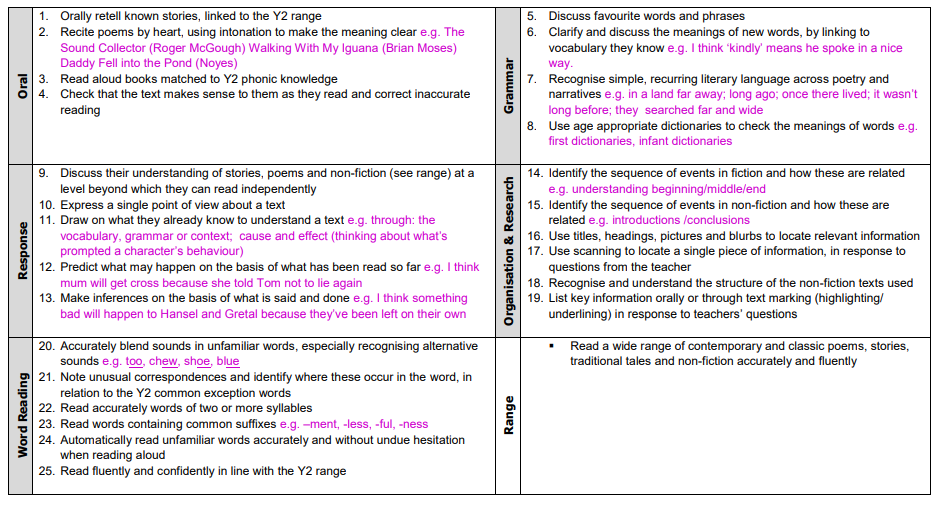 Oral
1. Orally retell known stories, linked to the Y2 range
2. Recite poems by heart, using intonation to make the meaning clear e.g. The
Sound Collector (Roger McGough) Walking With My Iguana (Brian Moses)
Daddy Fell into the Pond (Noyes)
3. Read aloud books matched to Y2 phonic knowledge
4. Check that the text makes sense to them as they read and correct inaccurate
reading
Grammar
5. Discuss favourite words and phrases
6. Clarify and discuss the meanings of new words, by linking to
vocabulary they know e.g. I think ‘kindly’ means he spoke in a nice
way.
7. Recognise simple, recurring literary language across poetry and
narratives e.g. in a land far away; long ago; once there lived; it wasn’t
long before; they searched far and wide
8. Use age appropriate dictionaries to check the meanings of words e.g.
first dictionaries, infant dictionaries
Response
9. Discuss their understanding of stories, poems and non-fiction (see range) at a
level beyond which they can read independently
10. Express a single point of view about a text
11. Draw on what they already know to understand a text e.g. through: the
vocabulary, grammar or context; cause and effect (thinking about what’s
prompted a character’s behaviour)
12. Predict what may happen on the basis of what has been read so far e.g. I think
mum will get cross because she told Tom not to lie again
13. Make inferences on the basis of what is said and done e.g. I think something
bad will happen to Hansel and Gretal because they’ve been left on their own
Organisation & Research
14. Identify the sequence of events in fiction and how these are related
e.g. understanding beginning/middle/end
15. Identify the sequence of events in non-fiction and how these are
related e.g. introductions /conclusions
16. Use titles, headings, pictures and blurbs to locate relevant information
17. Use scanning to locate a single piece of information, in response to
questions from the teacher
18. Recognise and understand the structure of the non-fiction texts used
19. List key information orally or through text marking (highlighting/
underlining) in response to teachers’ questions
Word Reading
20. Accurately blend sounds in unfamiliar words, especially recognising alternative
sounds e.g. too, chew, shoe, blue
21. Note unusual correspondences and identify where these occur in the word, in
relation to the Y2 common exception words
22. Read accurately words of two or more syllables
23. Read words containing common suffixes e.g. –ment, -less, -ful, -ness
24. Automatically read unfamiliar words accurately and without undue hesitation
when reading aloud
25. Read fluently and confidently in line with the Y2 range
Range
▪ Read a wide range of contemporary and classic poems, stories,
traditional tales and non-fiction accurately and fluently